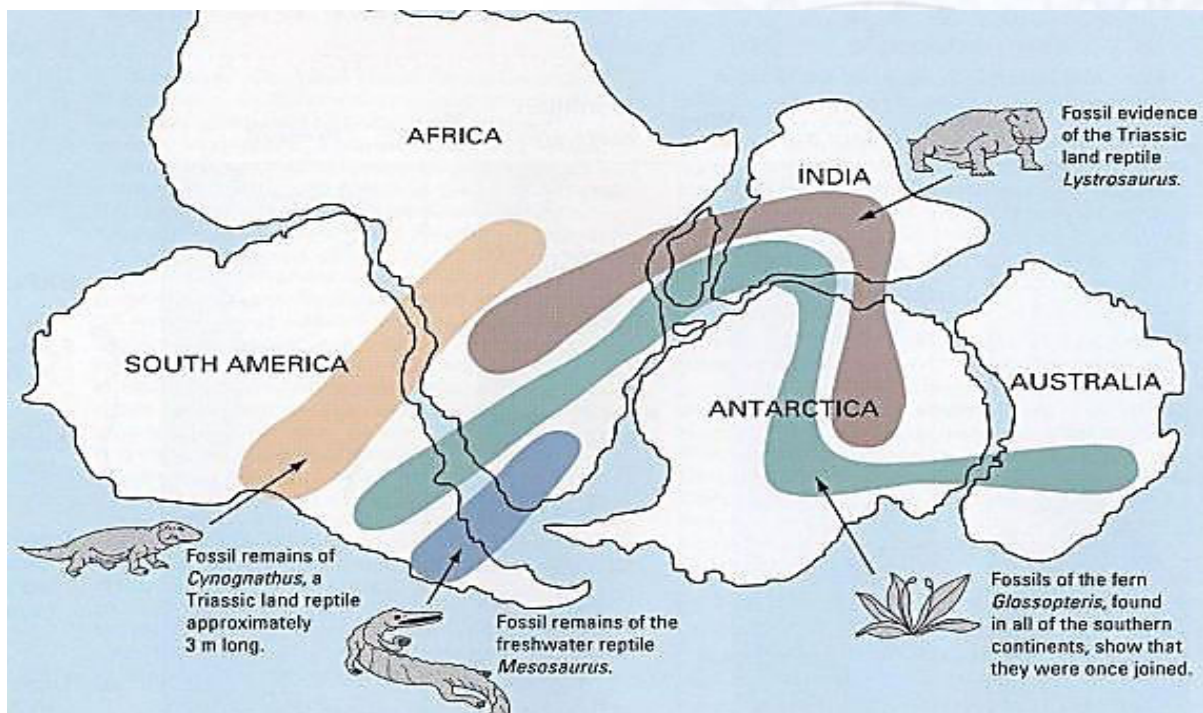 AFRICA
INDIA
Fossil evidence
of the Triassic
land reptile
Lystrosaurus.
SOUTH AMERICA
ANTARCTICA
AUSTRALIA
Fossil remains of
Cynognathus, a
Triassic land reptile
approximately
3 m long.
Fossil remains of the
freshwater reptile
Mesosaurus.
Fossils of the fern
Glossopteris, found
in all of the southern
continents, show that
they were once joined.